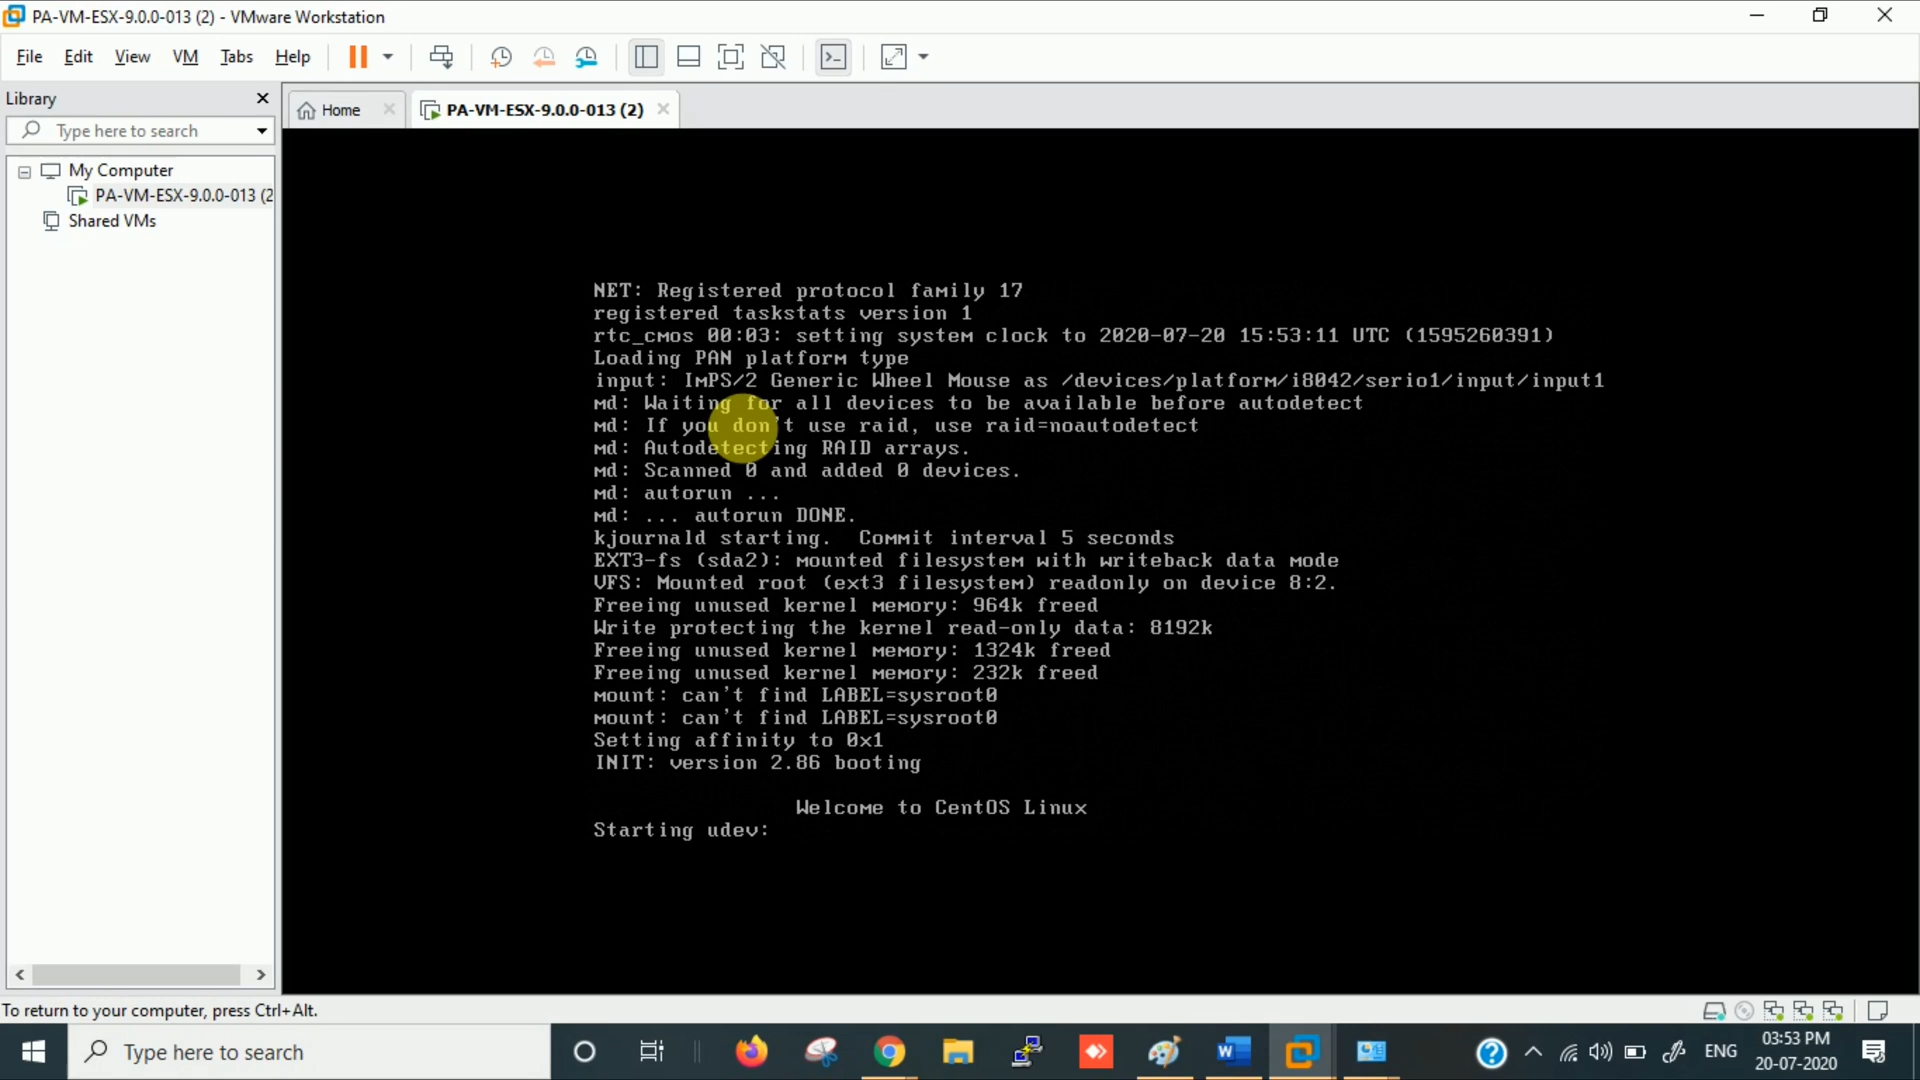 PA-VM-ESX-9.0.0-013 (2) - VMware Workstation
File Edit View VM Tabs Help
Library
Home
PA-VM-ESX-9.0.0-013 (2)
Type here to search
My Computer
PA-VM-ESX-9.0.0-013 (2
Shared VMs
NET: Registered protocol family 17
registered taskstats version 1
rtc_cmos 00:03: setting system clock to 2020-07-20 15:53:11 UTC (1595260391)
Loading PAN platform type
input: ImPS/2 Generic Wheel Mouse as /devices/platform/i8042/serio1/input/input1
md: Waiting for all devices to be available before autodetect
md: If you don't use raid, use raid=noautodetect
md: Autodetecting RAID arrays.
md: Scanned 0 and added 0 devices.
md: autorun ...
md: ... autorun DONE.
kjournald starting.  Commit interval 5 seconds
EXT3-fs (sda2): mounted filesystem with writeback data mode
VFS: Mounted root (ext3 filesystem) readonly on device 8:2.
Freeing unused kernel memory: 964k freed
Write protecting the kernel read-only data: 8192k
Freeing unused kernel memory: 1324k freed
Freeing unused kernel memory: 232k freed
mount: can't find LABEL=sysroot0
mount: can't find LABEL=sysroot0
Setting affinity to 0x1
INIT: version 2.86 booting
Welcome to CentOS Linux
Starting udev:
To return to your computer, press Ctrl+Alt.
Type here to search
ENG
03:53 PM
20-07-2020